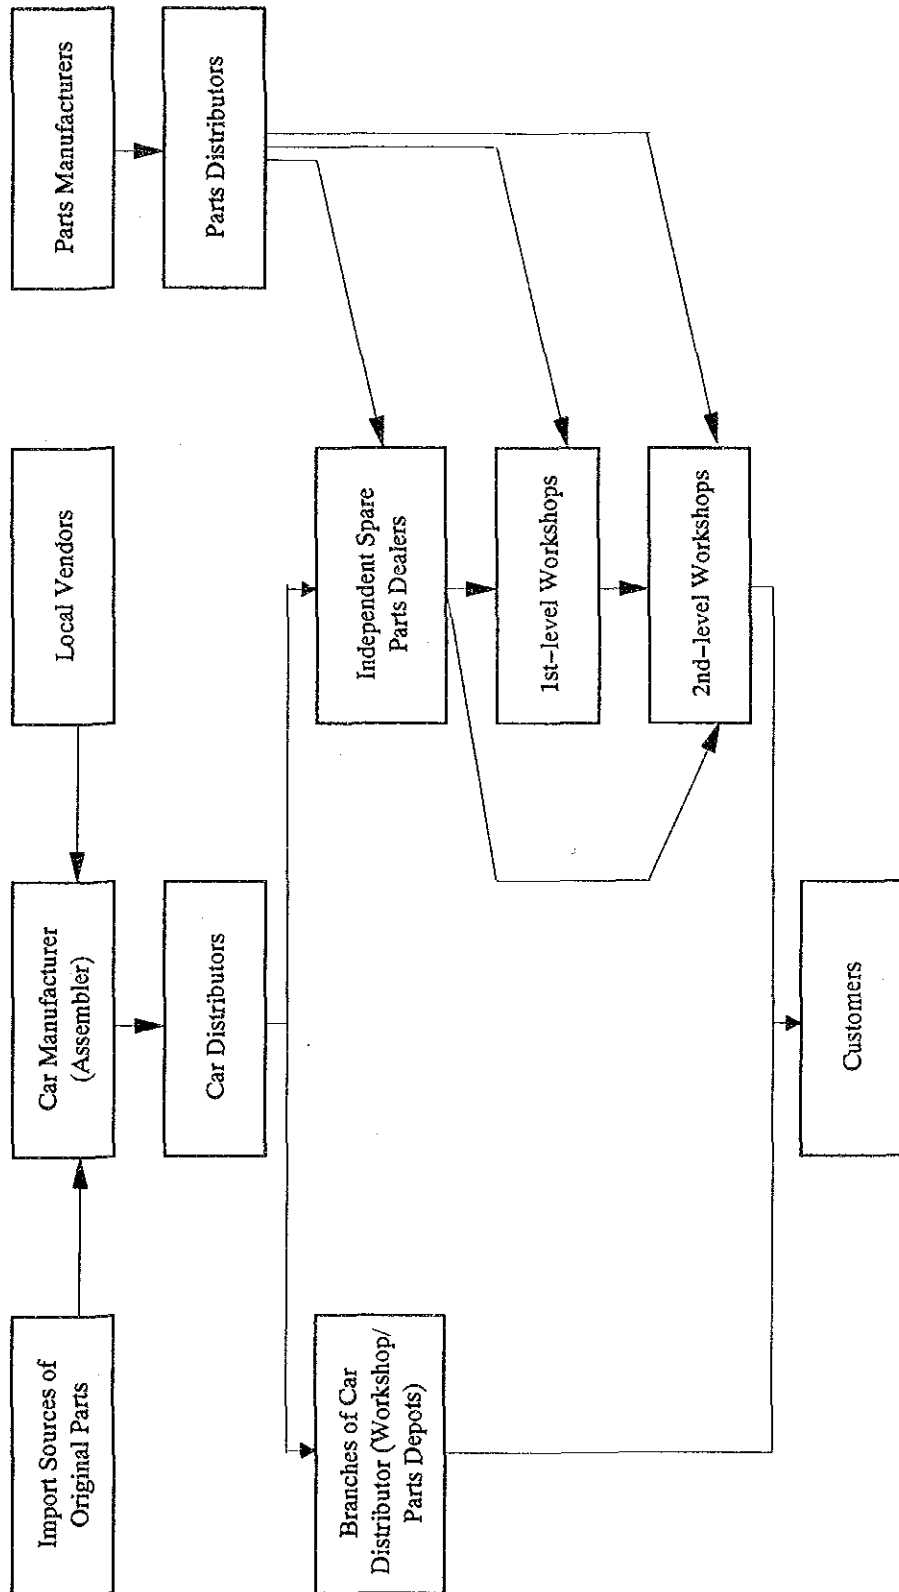 Import Sources of
Original Parts
Car Manufacturer
(Assembler)
Local Vendors
Parts Manufacturers
Car Distributors
Parts Distributors
Branches of Car
Distributor (Workshop/
Parts Depots)
Independent Spare
Parts Dealers
1st-level Workshops
2nd-level Workshops
Customers